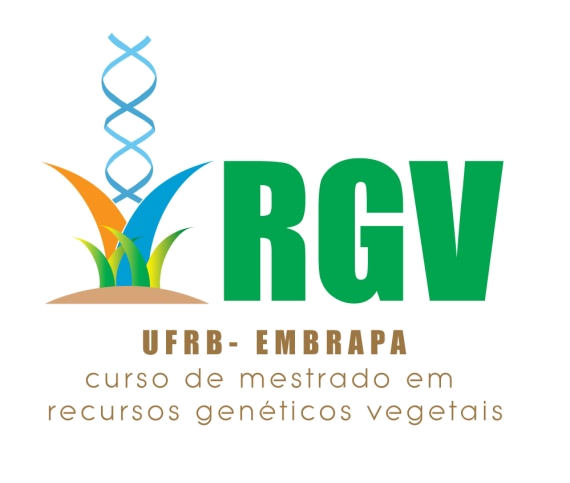 RGV
UFRB- EMBRAPA
curso de mestrado em
recursos genéticos vegetais